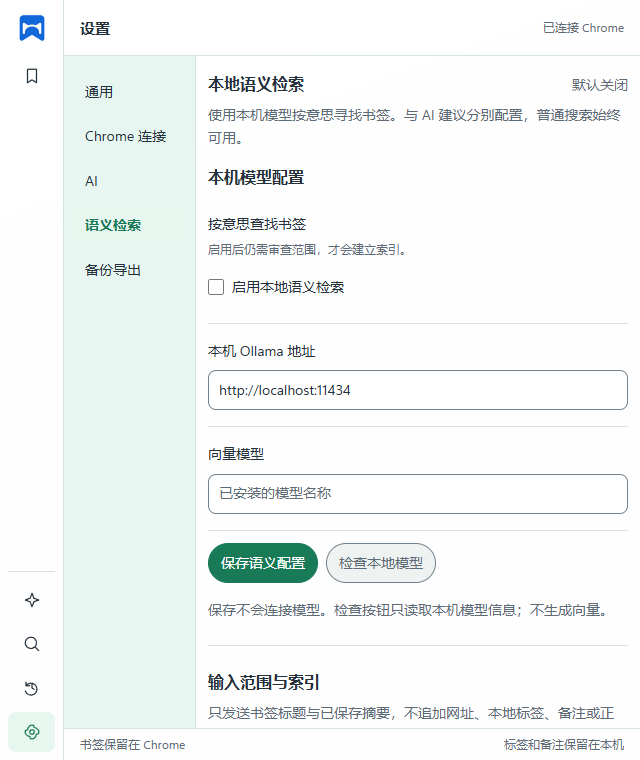 设置
已连接 Chrome
通用
Chrome 连接
AI
语义检索
备份导出
本地语义检索
默认关闭
使用本机模型按意思寻找书签。与 AI 建议分别配置，普通搜索始终
可用。
本机模型配置
按意思查找书签
启用后仍需审查范围，才会建立索引。
启用本地语义检索
本机 Ollama 地址
http://localhost:11434
向量模型
已安装的模型名称
保存语义配置
检查本地模型
保存不会连接模型。检查按钮只读取本机模型信息；不生成向量。
输入范围与索引
只发送书签标题与已保存摘要，不追加网址、本地标签、备注或正
书签保留在 Chrome
标签和备注保留在本机